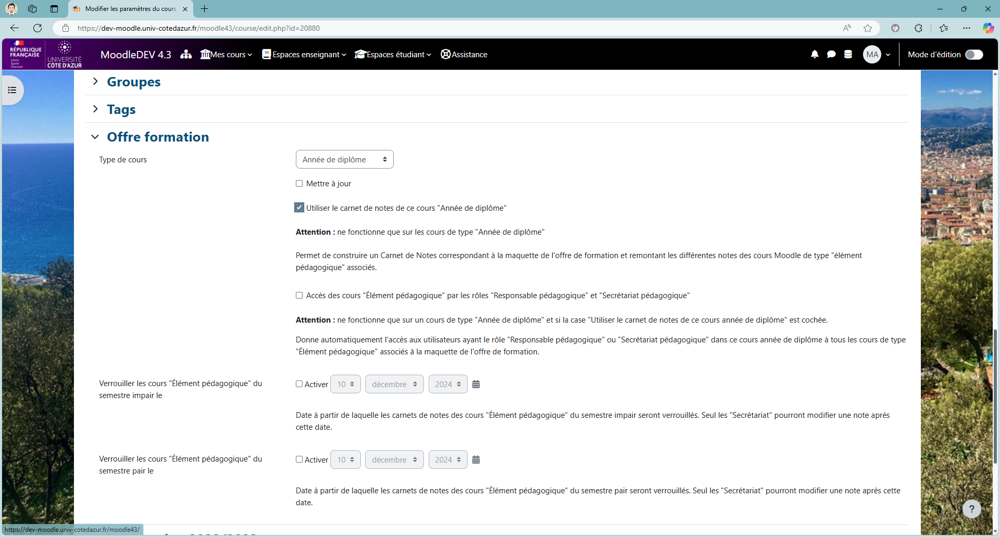 Modifier les paramètres du cours
https://dev-moodle.univ-cotedazur.fr/moodle43/course/edit.php?id=20880
RÉPUBLIQUE
FRANÇAISE
Liberté
Égalité
Fraternité
UNIVERSITÉ
CÔTE D'AZUR
MoodleDEV 4.3
Mes cours
Espaces enseignant
Espaces étudiant
Assistance
MA
Mode d'édition
Groupes
Tags
Offre formation
Type de cours
Année de diplôme
Mettre à jour
Utiliser le carnet de notes de ce cours "Année de diplôme"
Attention : ne fonctionne que sur les cours de type "Année de diplôme"
Permet de construire un Carnet de Notes correspondant à la maquette de l'offre de formation et remontant les différentes notes des cours Moodle de type "élément
pédagogique" associés.
Accès des cours "Élément pédagogique" par les rôles "Responsable pédagogique" et "Secrétariat pédagogique"
Attention : ne fonctionne que sur un cours de type "Année de diplôme" et si la case "Utiliser le carnet de notes de ce cours année de diplôme" est cochée.
Donne automatiquement l'accès aux utilisateurs ayant le rôle "Responsable pédagogique" ou "Secrétariat pédagogique" dans ce cours année de diplôme à tous les cours de type
"Élément pédagogique" associés à la maquette de l'offre de formation.
Verrouiller les cours "Élément pédagogique" du
semestre impair le
Activer 10 décembre 2024
Date à partir de laquelle les carnets de notes des cours "Élément pédagogique" du semestre impair seront verrouillés. Seul les "Secrétariat" pourront modifier une note après
cette date.
Verrouiller les cours "Élément pédagogique" du
semestre pair le
Activer 10 décembre 2024
Date à partir de laquelle les carnets de notes des cours "Élément pédagogique" du semestre pair seront verrouillés. Seul les "Secrétariat" pourront modifier une note après cette
date.
?
https://dev-moodle.univ-cotedazur.fr/moodle43/